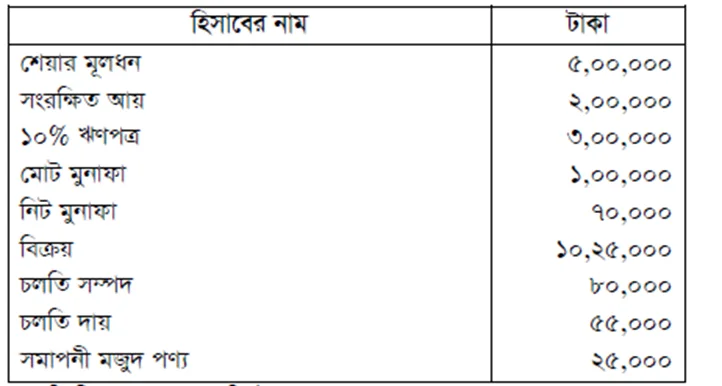 হিসাবের নাম টাকা
শেয়ার মূলধন ৫,০০,০০০
সংরক্ষিত আয় ২,০০,০০০
১০% ঋণপত্র ৩,০০,০০০
মোট মুনাফা ১,০০,০০০
নিট মুনাফা ৭০,০০০
বিক্রয় ১০,২৫,০০০
চলতি সম্পদ ৮০,০০০
চলতি দায় ৫৫,০০০
সমাপনী মজুদ পণ্য ২৫,০০০